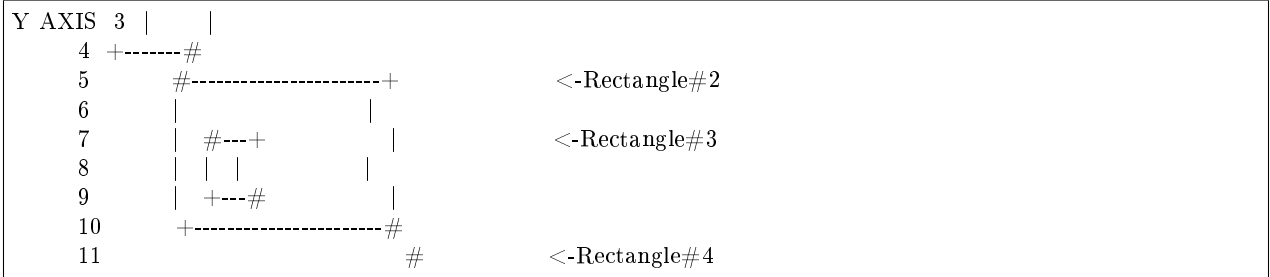 Y AXIS 3 | |
4 +-------#
5 #-----------------------+ <-Rectangle#2
6 | |
7 | #---+ | <-Rectangle#3
8 | | | |
9 | +---# |
10 +-----------------------#
11 # <-Rectangle#4